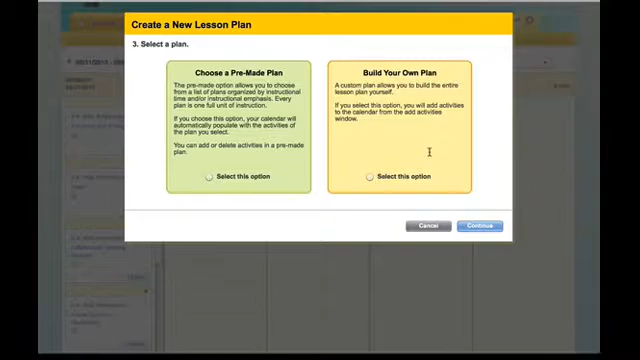 Create a New Lesson Plan
3. Select a plan.
Choose a Pre-Made Plan
The pre-made option allows you to choose
from a list of plans organized by instructional
time and/or instructional emphasis. Every
plan is one full unit of instruction.
If you choose this option, your calendar will
automatically populate with the activities of
the plan you select.
You can add or delete activities in a pre-made
plan.
Select this option
Build Your Own Plan
A custom plan allows you to build the entire
lesson plan yourself.
If you select this option, you will add activities
to the calendar from the add activities
window.
Select this option
Cancel
Continue